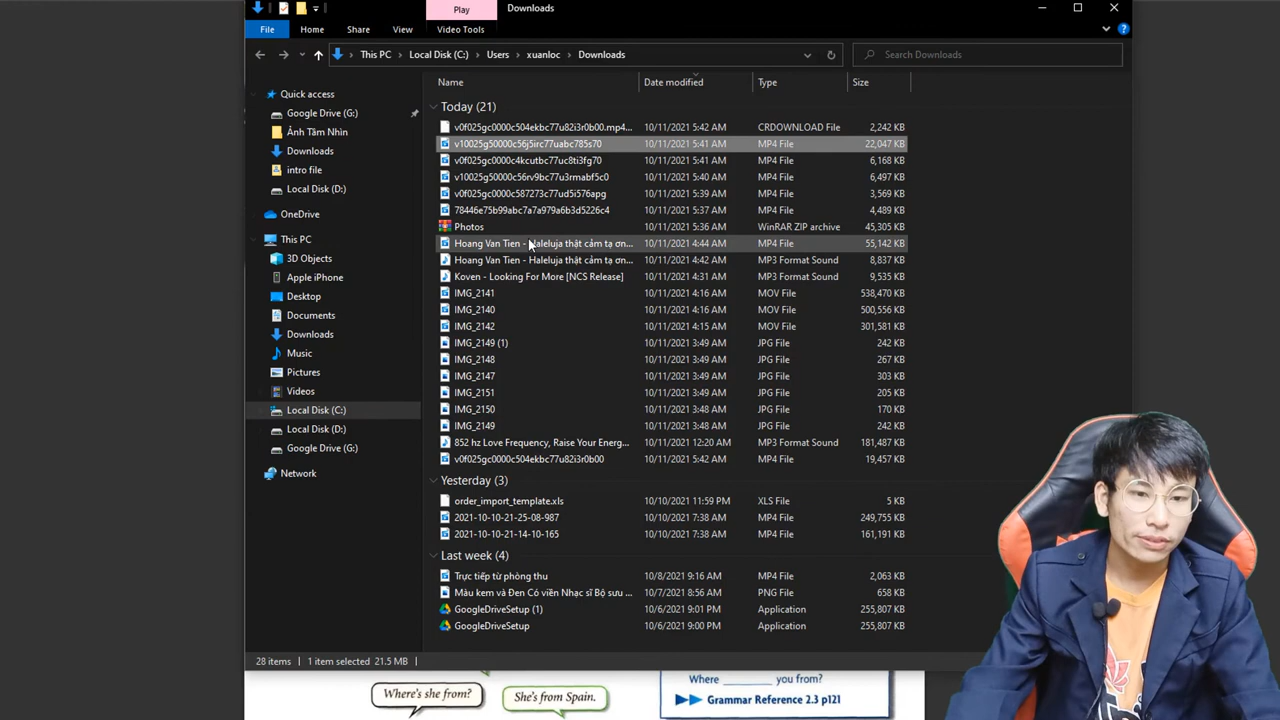 Play
Downloads
File
Home
Share
View
Video Tools
This PC
Local Disk (C:)
Users
xuanloc
Downloads
Search Downloads
Name
Date modified
Type
Size
Quick access
Google Drive (G:)
Ảnh Tâm Nhìn
Downloads
intro file
Local Disk (D:)
OneDrive
This PC
3D Objects
Apple iPhone
Desktop
Documents
Downloads
Music
Pictures
Videos
Local Disk (C:)
Local Disk (D:)
Google Drive (G:)
Network
Today (21)
v0f025gc0000c504ekbc77u82i3r0b00.mp4... 10/11/2021 5:42 AM CRDOWNLOAD File 2,242 KB
v10025g50000c56j5irc77uabc785s70 10/11/2021 5:41 AM MP4 File 22,047 KB
v0f025gc0000c4kcutbc77uc8ti3fg70 10/11/2021 5:41 AM MP4 File 6,168 KB
v10025g50000c56rv9bc77u3rmabf5c0 10/11/2021 5:40 AM MP4 File 6,497 KB
v0f025gc0000c587273c77ud5i576apg 10/11/2021 5:39 AM MP4 File 3,569 KB
78446e75b99abc7a7a979a6b3d5226c4 10/11/2021 5:37 AM MP4 File 4,489 KB
Photos 10/11/2021 5:36 AM WinRAR ZIP archive 45,305 KB
Hoang Van Tien - Haleluja thật cảm tạ ơn... 10/11/2021 4:44 AM MP4 File 55,142 KB
Hoang Van Tien - Haleluja thật cảm tạ ơn... 10/11/2021 4:42 AM MP3 Format Sound 8,837 KB
Koven - Looking For More [NCS Release] 10/11/2021 4:31 AM MP3 Format Sound 9,535 KB
IMG_2141 10/11/2021 4:16 AM MOV File 538,470 KB
IMG_2140 10/11/2021 4:16 AM MOV File 500,556 KB
IMG_2142 10/11/2021 4:15 AM MOV File 301,581 KB
IMG_2149 (1) 10/11/2021 3:49 AM JPG File 242 KB
IMG_2148 10/11/2021 3:49 AM JPG File 267 KB
IMG_2147 10/11/2021 3:49 AM JPG File 303 KB
IMG_2151 10/11/2021 3:49 AM JPG File 205 KB
IMG_2150 10/11/2021 3:48 AM JPG File 170 KB
IMG_2149 10/11/2021 3:48 AM JPG File 242 KB
852 hz Love Frequency, Raise Your Energ... 10/11/2021 12:20 AM MP3 Format Sound 181,487 KB
v0f025gc0000c504ekbc77u82i3r0b00 MP4 File 19,457 KB
Yesterday (3)
order_import_template.xls 10/10/2021 11:59 PM XLS File 5 KB
2021-10-10-21-25-08-987 10/10/2021 7:38 AM MP4 File 249,755 KB
2021-10-10-21-14-10-165 10/10/2021 7:38 AM MP4 File 161,191 KB
Last week (4)
Trực tiếp từ phòng thu 10/8/2021 9:16 AM MP4 File 2,063 KB
Màu kem và Đen Có viền Nhạc sĩ Bộ sưu ... 10/7/2021 8:56 AM PNG File 658 KB
GoogleDriveSetup (1) 10/6/2021 9:01 PM Application 255,807 KB
GoogleDriveSetup 10/6/2021 9:00 PM Application 255,807 KB
28 items
1 item selected 21.5 MB
Where's she from?
She's from Spain.
Where _______ you from?
Grammar Reference 2.3 p121